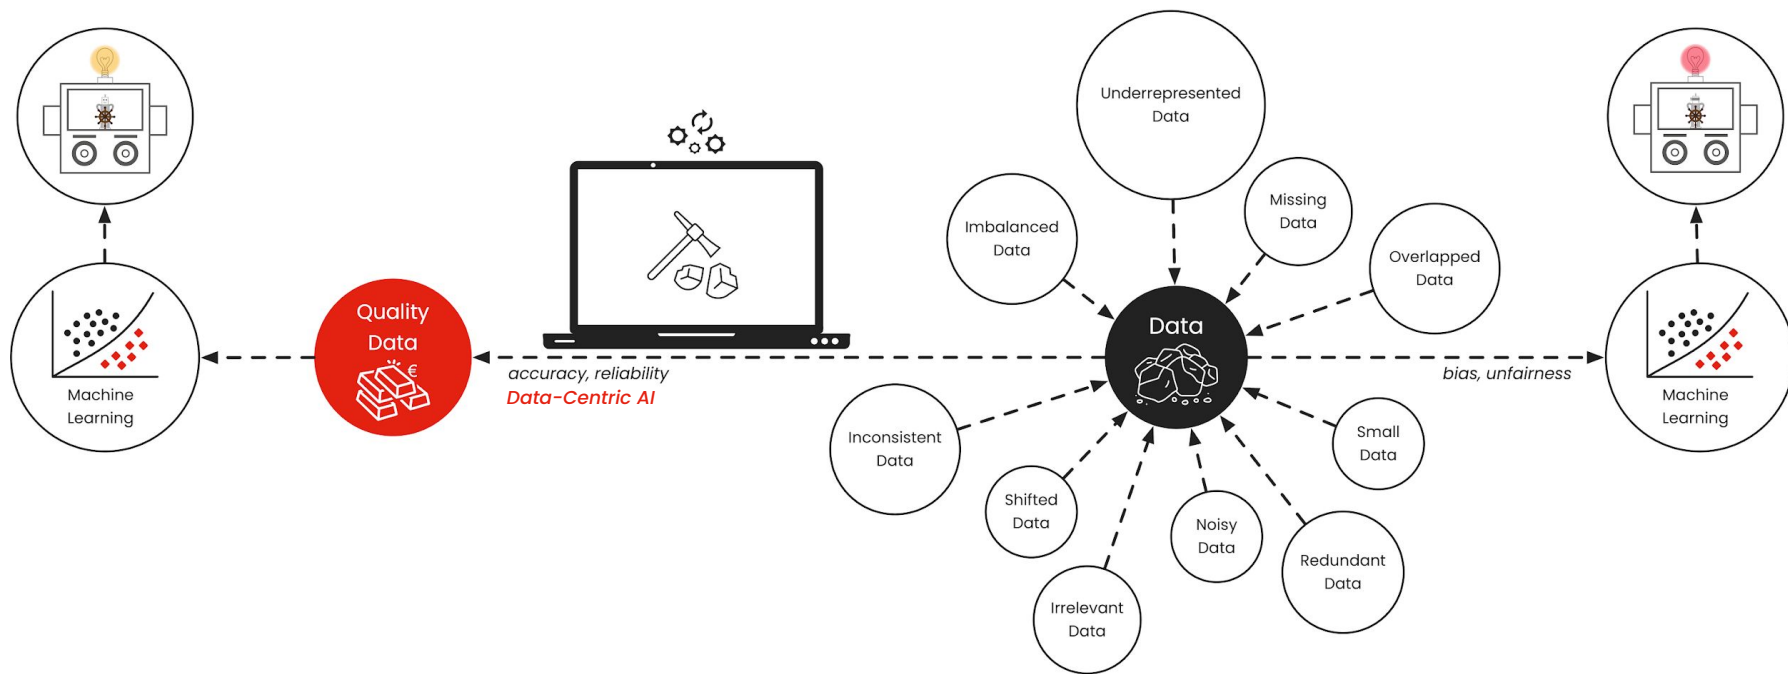 Underrepresented
Data
Missing
Data
Imbalanced
Data
Overlapped
Data
Quality
Data
€
Data
accuracy, reliability
Data-Centric AI
bias, unfairness
Machine
Learning
Machine
Learning
Inconsistent
Data
Small
Data
Shifted
Data
Noisy
Data
Redundant
Data
Irrelevant
Data